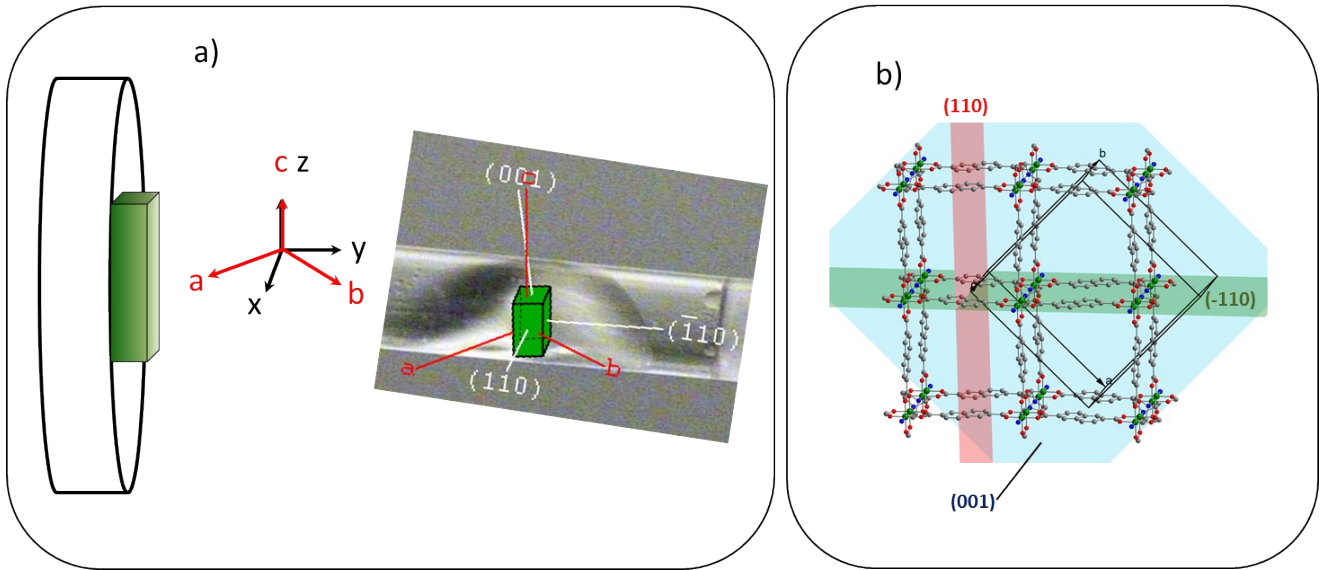 a)
c z
y
a
b
x
(001)
(1̅10)
a
b
(110)
b)
(110)
b
(-110)
a
(001)